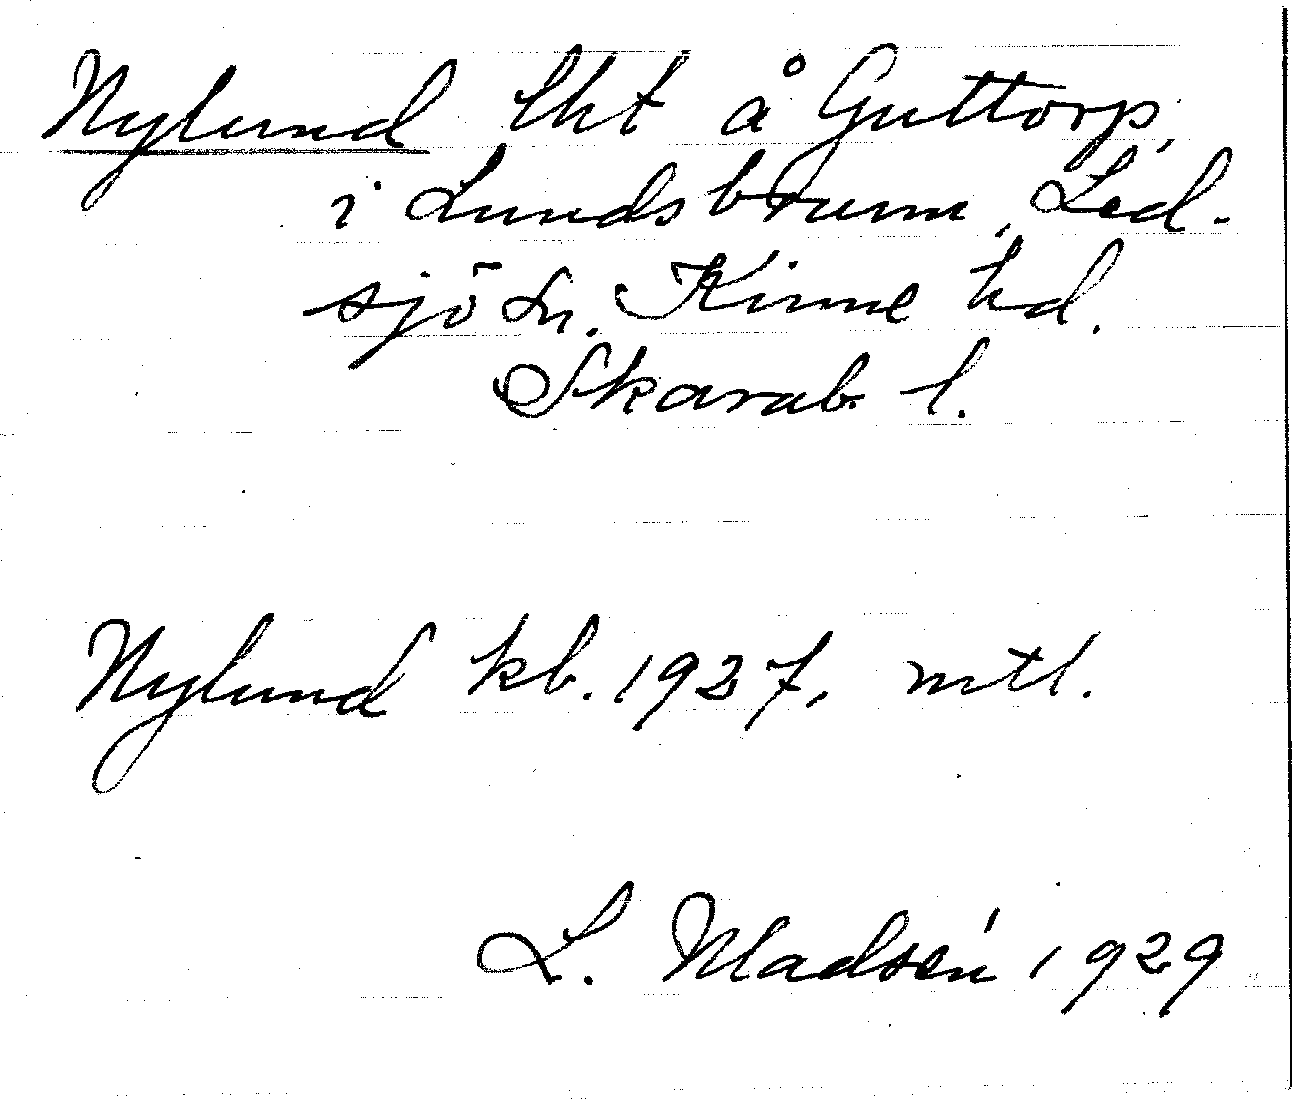 Nylund lht å Guttorp,
i Lundsbrunn, Led-
sjö sn. Kinne hd.
Skarab. l.
Nylund kb. 1927, mtl.
L. Madsén 1929